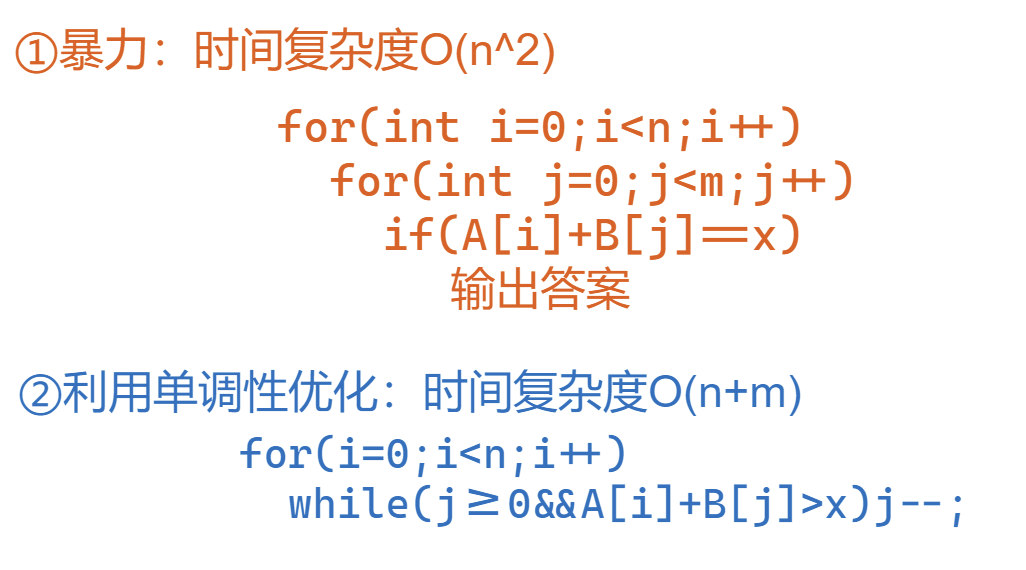 ①暴力：时间复杂度O(n^2)
for(int i=0;i<n;i++)
for(int j=0;j<m;j++)
if(A[i]+B[j]==x)
输出答案
②利用单调性优化：时间复杂度O(n+m)
for(i=0;i<n;i++)
while(j>=0&&A[i]+B[j]>x)j--;